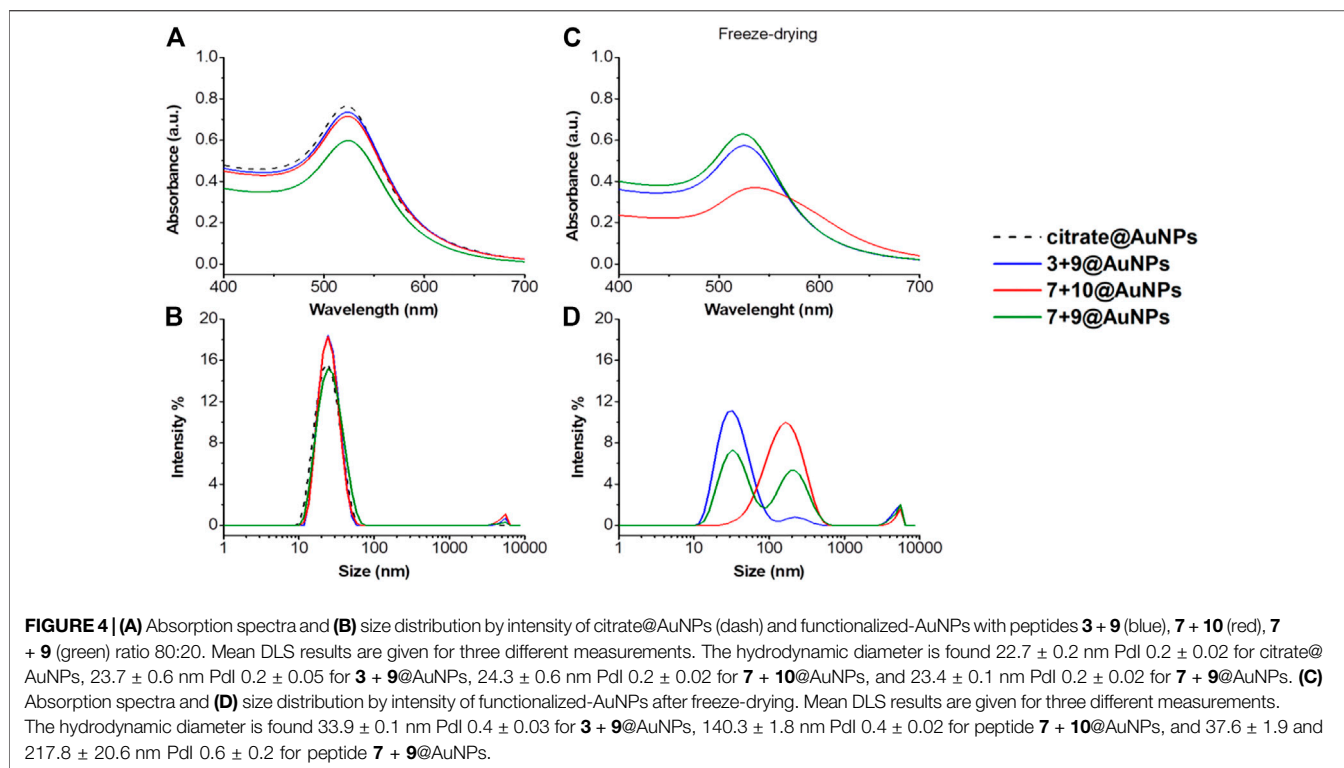 A
1.0
0.8
0.6
0.4
0.2
0.0
Absorbance (a.u.)
400 500 600 700
Wavelength (nm)
C
Freeze-drying
1.0
0.8
0.6
0.4
0.2
0.0
Absorbance (a.u.)
400 500 600 700
Wavelenght (nm)
citrate@AuNPs
3+9@AuNPs
7+10@AuNPs
7+9@AuNPs
B
20
16
12
8
4
0
Intensity %
1 10 100 1000 10000
Size (nm)
D
20
16
12
8
4
0
Intensity %
1 10 100 1000 10000
Size (nm)
FIGURE 4 | (A) Absorption spectra and (B) size distribution by intensity of citrate@AuNPs (dash) and functionalized-AuNPs with peptides 3 + 9 (blue), 7 + 10 (red), 7
+ 9 (green) ratio 80:20. Mean DLS results are given for three different measurements. The hydrodynamic diameter is found 22.7 ± 0.2 nm PdI 0.2 ± 0.02 for citrate@
AuNPs, 23.7 ± 0.6 nm PdI 0.2 ± 0.05 for 3 + 9@AuNPs, 24.3 ± 0.6 nm PdI 0.2 ± 0.02 for 7 + 10@AuNPs, and 23.4 ± 0.1 nm PdI 0.2 ± 0.02 for 7 + 9@AuNPs. (C)
Absorption spectra and (D) size distribution by intensity of functionalized-AuNPs after freeze-drying. Mean DLS results are given for three different measurements.
The hydrodynamic diameter is found 33.9 ± 0.1 nm PdI 0.4 ± 0.03 for 3 + 9@AuNPs, 140.3 ± 1.8 nm PdI 0.4 ± 0.02 for peptide 7 + 10@AuNPs, and 37.6 ± 1.9 and
217.8 ± 20.6 nm PdI 0.6 ± 0.2 for peptide 7 + 9@AuNPs.